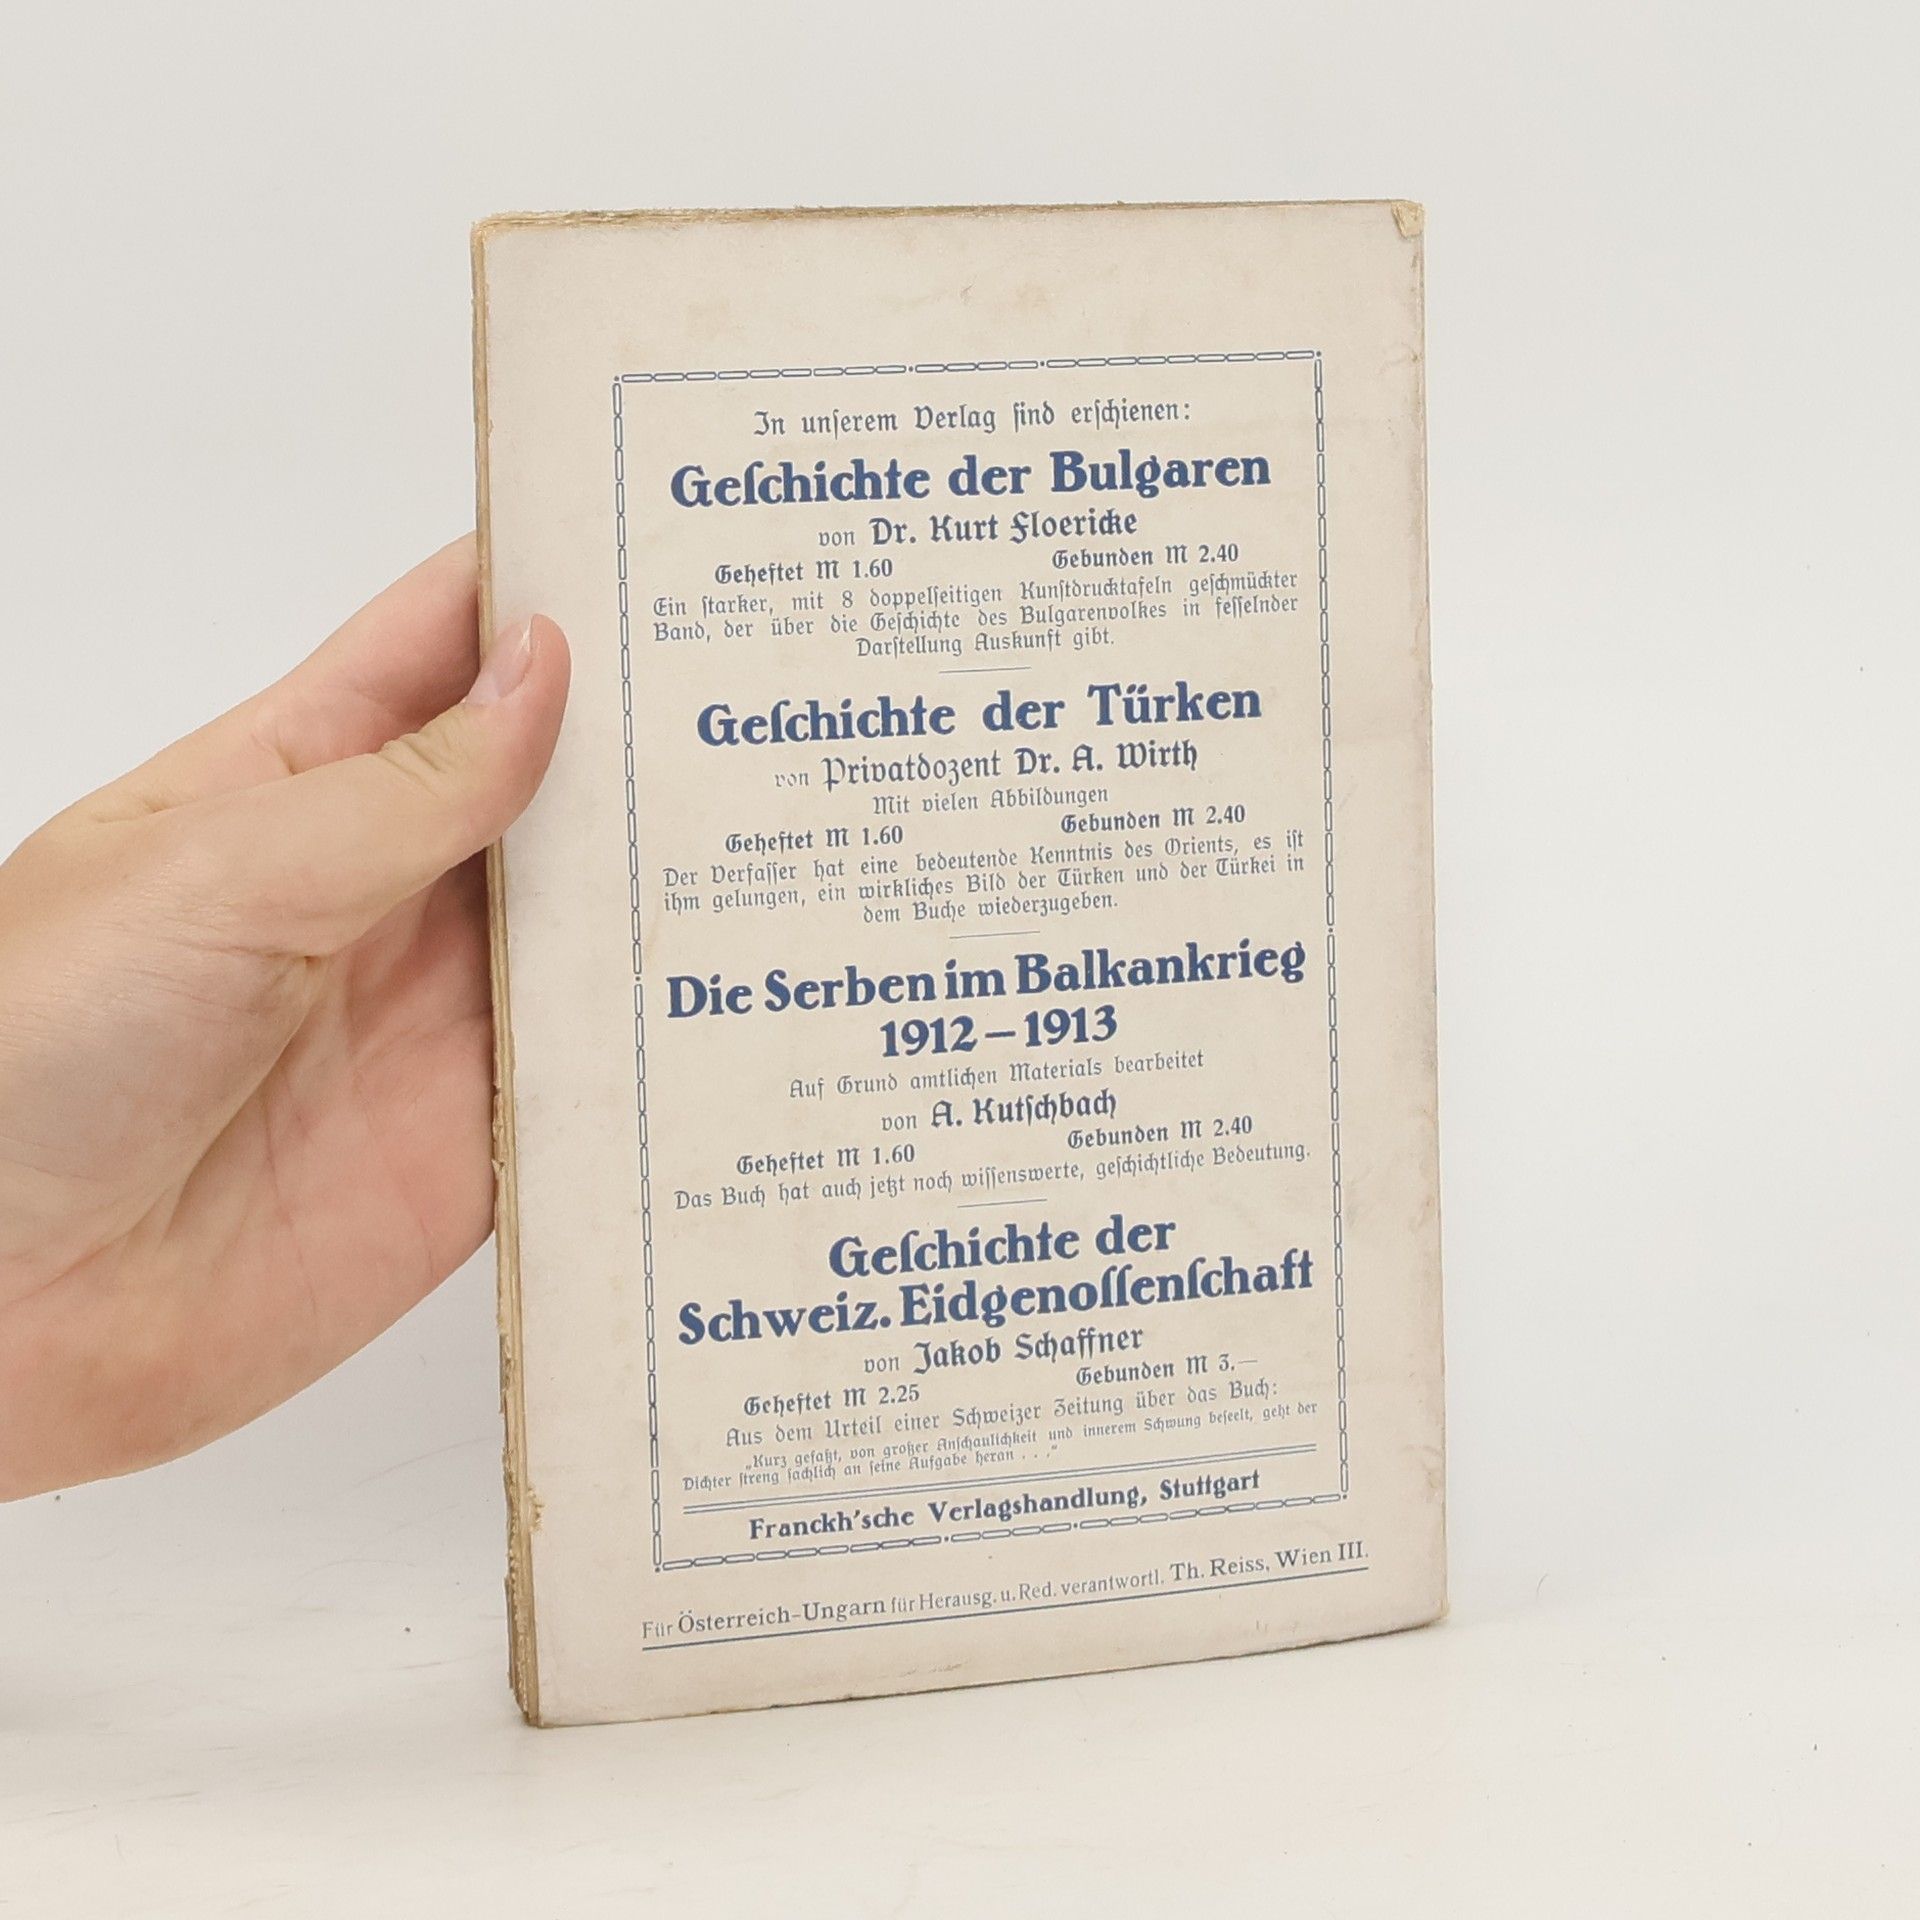 In unſerem Verlag ſind erſchienen:
Geſchichte der Bulgaren
von Dr. Kurt Floericke
Geheftet M 1.60 Gebunden M 2.40
Ein ſtarker, mit 8 doppelſeitigen Kunſtdrucktafeln geſchmückter
Band, der über die Geſchichte des Bulgarenvolkes in feſſelnder
Darſtellung Auskunft gibt.
Geſchichte der Türken
von Privatdozent Dr. A. Wirth
Mit vielen Abbildungen
Geheftet M 1.60 Gebunden M 2.40
Der Verfaſſer hat eine bedeutende Kenntnis des Orients, es iſt
ihm gelungen, ein wirkliches Bild der Türken und der Türkei in
dem Buche wiederzugeben.
Die Serben im Balkankrieg
1912–1913
Auf Grund amtlichen Materials bearbeitet
von A. Kutſchbach
Geheftet M 1.60 Gebunden M 2.40
Das Buch hat auch jetzt noch wiſſenswerte, geſchichtliche Bedeutung.
Geſchichte der
Schweiz. Eidgenoſſenſchaft
von Jakob Schaffner
Geheftet M 2.25 Gebunden M 3.—
Aus dem Urteil einer Schweizer Zeitung über das Buch:
„Kurz gefaßt, von großer Anſchaulichkeit und innerem Schwung beſeelt, geht der
Dichter ſtreng ſachlich an ſeine Aufgabe heran . . .“
Franckh'sche Verlagshandlung, Stuttgart
Für Österreich-Ungarn für Herausg. u. Red. verantwortl. Th. Reiss, Wien III.